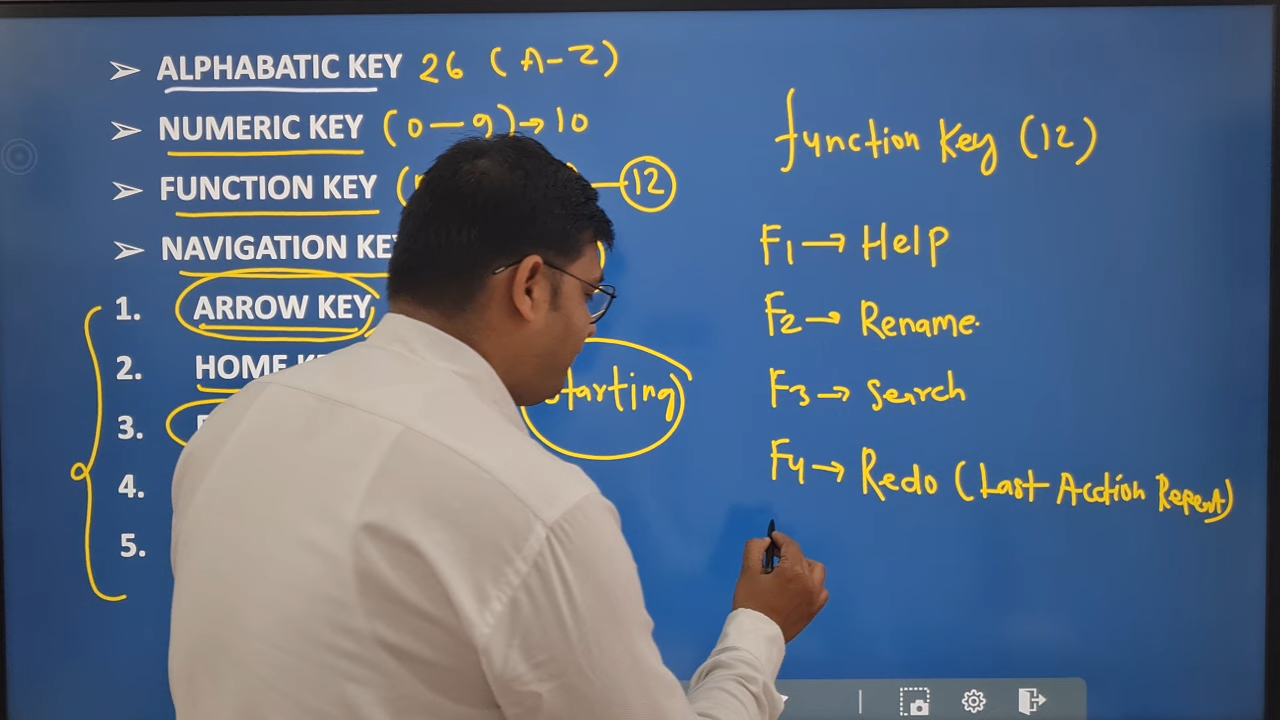 ➢ ALPHABATIC KEY 26 (A-Z)
➢ NUMERIC KEY (0-9)→10
➢ FUNCTION KEY ( — 12
➢ NAVIGATION KE
1. ARROW KEY
2. HOME
3.
4.
5.
starting
function Key (12)
F1 → Help
F2 → Rename.
F3 → Search
F4 → Redo (Last Acction Repeat)